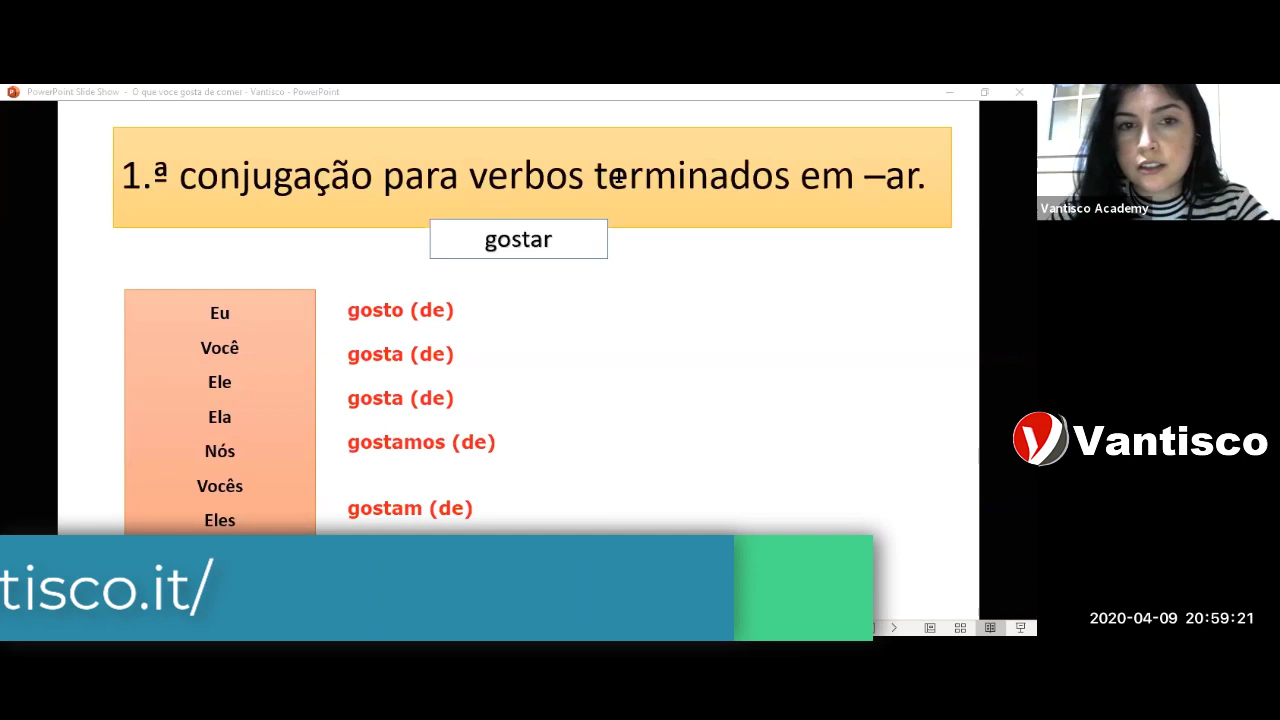 PowerPoint Slide Show - O que voce gosta de comer - Vantisco - PowerPoint
1.ª conjugação para verbos terminados em –ar.
gostar
Eu
Você
Ele
Ela
Nós
Vocês
Eles
gosto (de)
gosta (de)
gosta (de)
gostamos (de)
gostam (de)
tisco.it/
Vantisco Academy
Vantisco
2020-04-09 20:59:21